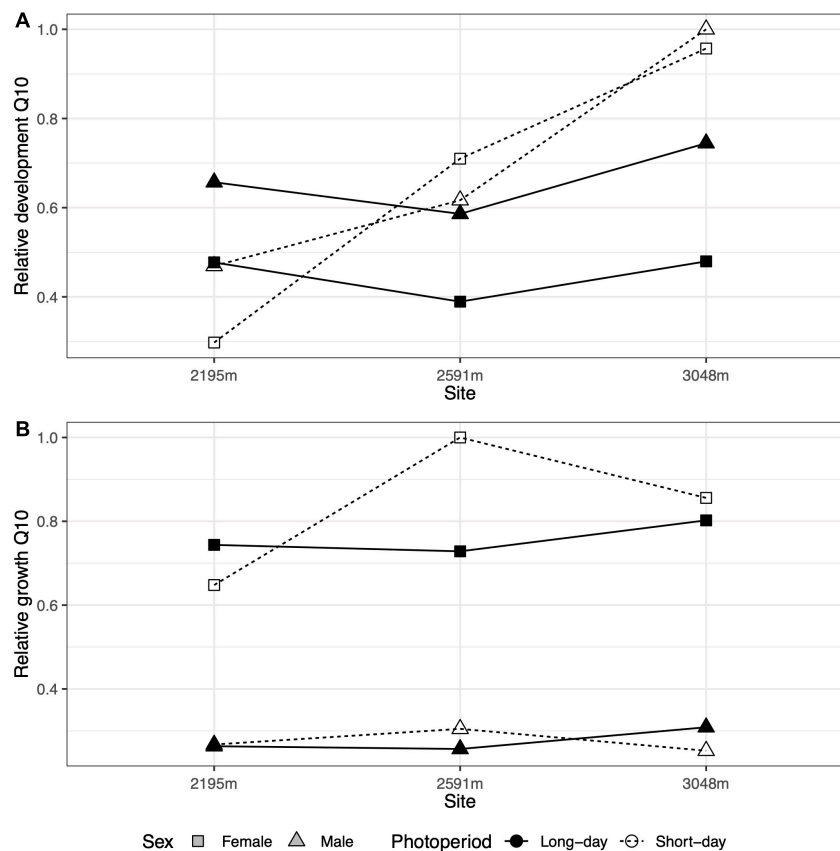 A
Relative development Q10
1.0
0.8
0.6
0.4
2195m 2591m 3048m
Site
B
Relative growth Q10
1.0
0.8
0.6
0.4
2195m 2591m 3048m
Site
Sex Female Male Photoperiod Long-day Short-day